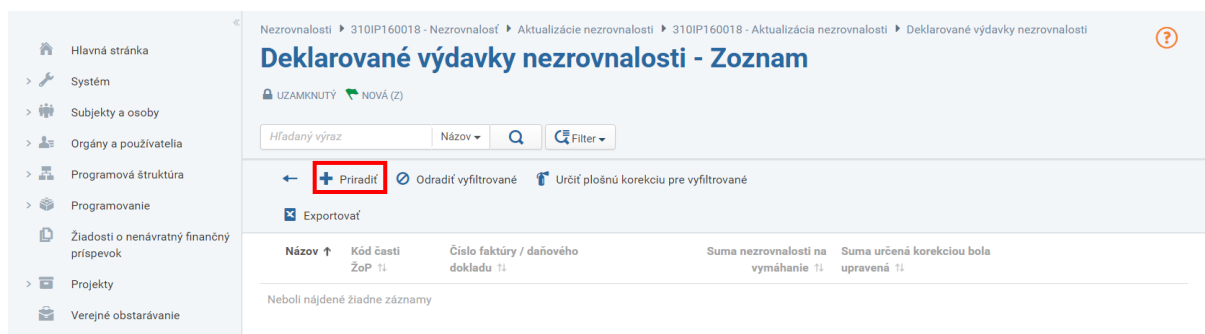 Nezrovnalosti 310IP160018 - Nezrovnalosť Aktualizácie nezrovnalosti 310IP160018 - Aktualizácia nezrovnalosti Deklarované výdavky nezrovnalosti
Deklarované výdavky nezrovnalosti - Zoznam
UZAMKNUTÝ NOVÁ (Z)
Hľadaný výraz Názov Filter
Priradiť Odradiť vyfiltrované Určiť plošnú korekciu pre vyfiltrované
Exportovať
Názov Kód časti ŽoP Číslo faktúry / daňového dokladu Suma nezrovnalosti na vymáhanie Suma určená korekciou bola upravená
Neboli nájdené žiadne záznamy
Hlavná stránka
Systém
Subjekty a osoby
Orgány a používatelia
Programová štruktúra
Programovanie
Žiadosti o nenávratný finančný
príspevok
Projekty
Verejné obstarávanie